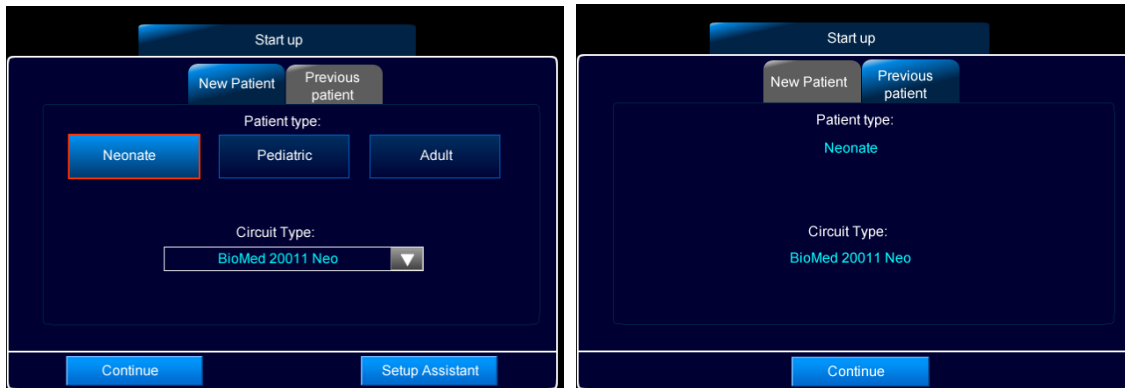 Start up
New Patient
Previous
patient
Patient type:
Neonate
Pediatric
Adult
Circuit Type:
BioMed 20011 Neo
Continue
Setup Assistant
Start up
New Patient
Previous
patient
Patient type:
Neonate
Circuit Type:
BioMed 20011 Neo
Continue